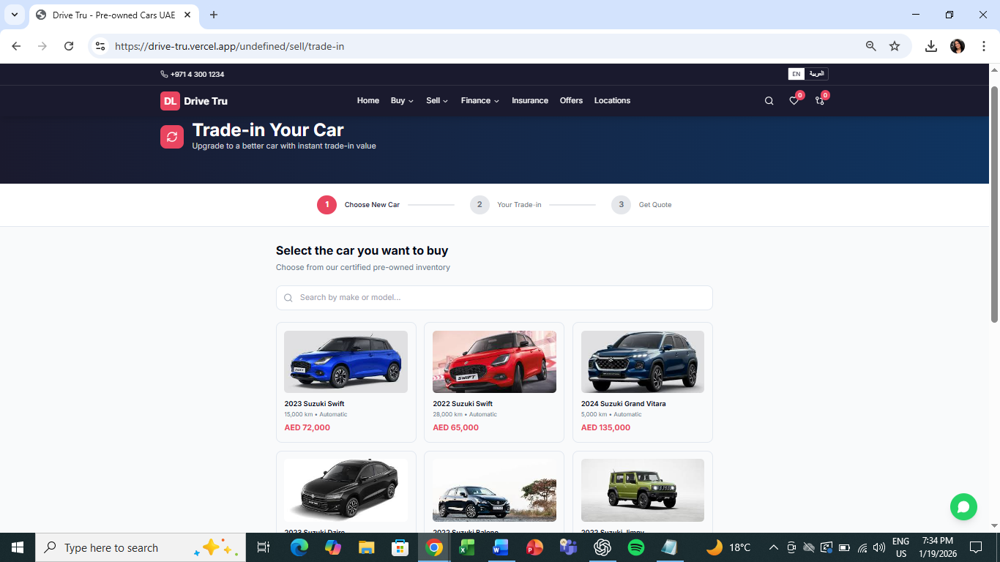 Drive Tru - Pre-owned Cars UAE
https://drive-tru.vercel.app/undefined/sell/trade-in
+971 4 300 1234
EN العربية
DL Drive Tru Home Buy Sell Finance Insurance Offers Locations 0 0
Trade-in Your Car
Upgrade to a better car with instant trade-in value
1 Choose New Car 2 Your Trade-in 3 Get Quote
Select the car you want to buy
Choose from our certified pre-owned inventory
Search by make or model...
SWIFT
SWIFT
2023 Suzuki Swift
15,000 km • Automatic
AED 72,000
2022 Suzuki Swift
28,000 km • Automatic
AED 65,000
2024 Suzuki Grand Vitara
5,000 km • Automatic
AED 135,000
2023 Suzuki Dzire
2022 Suzuki Baleno
2022 Suzuki Jimny
Type here to search
18°C
ENG
US
7:34 PM
1/19/2026